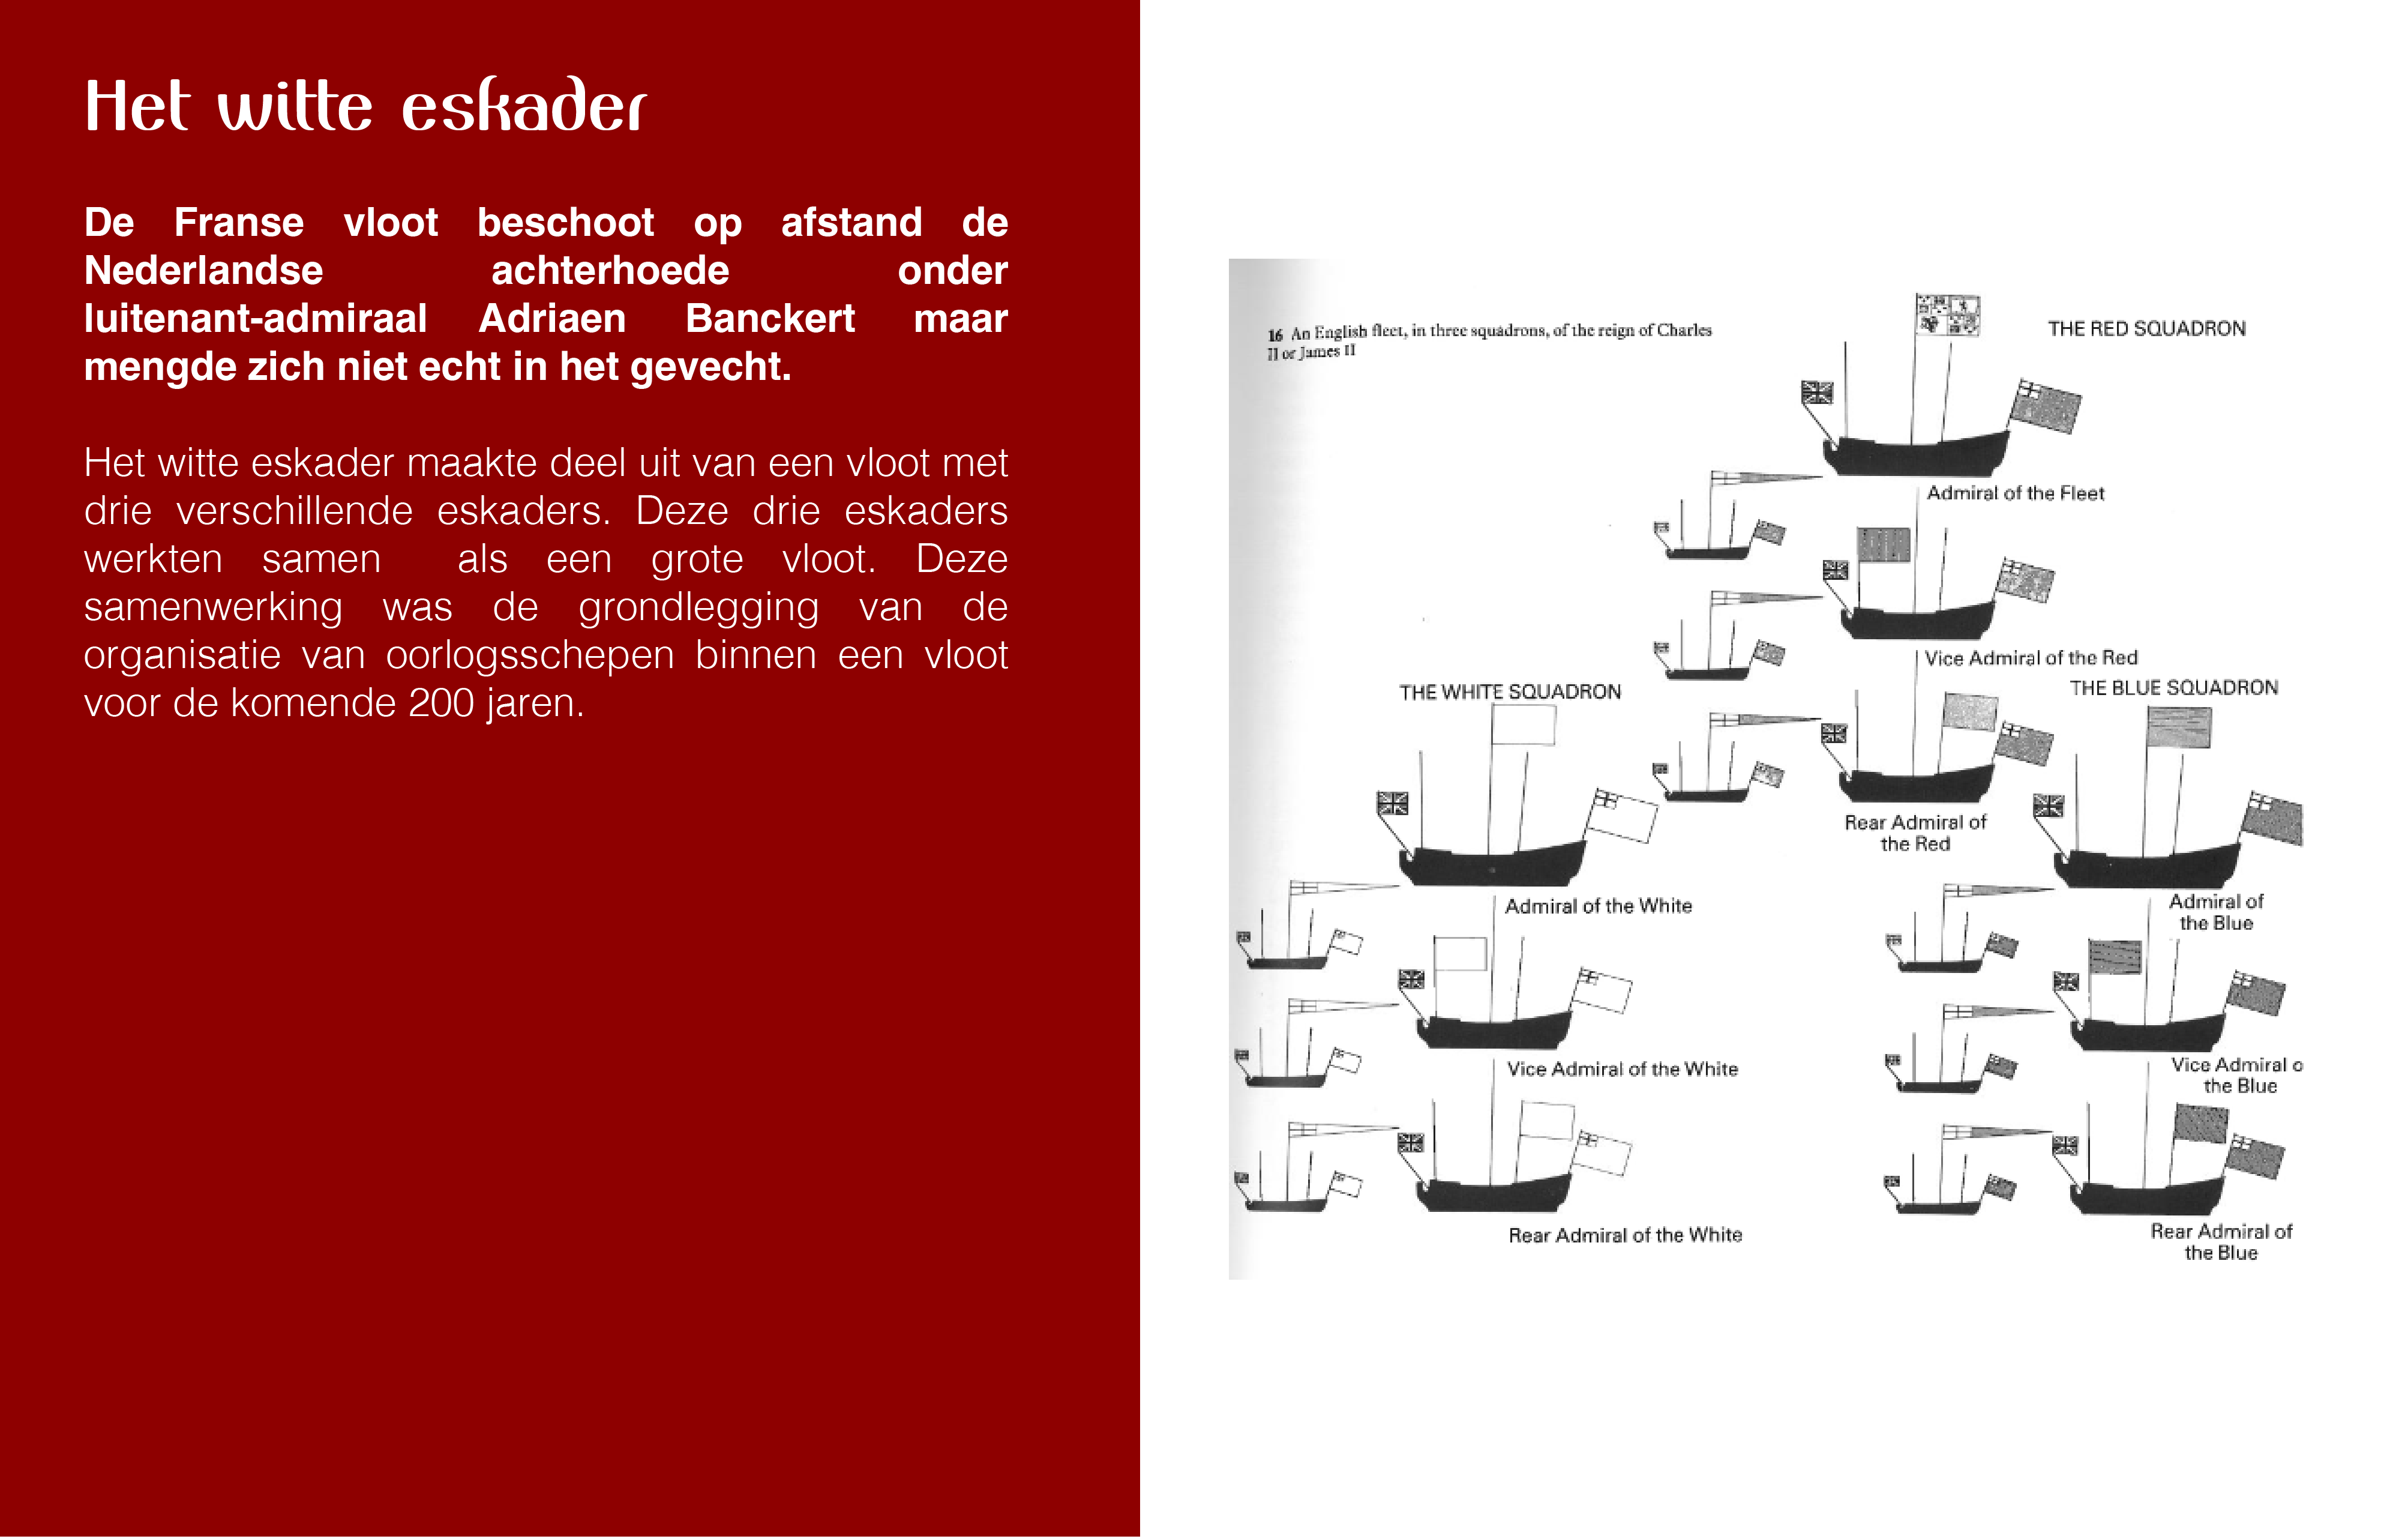 Het witte eskader
De Franse vloot beschoot op afstand de
Nederlandse achterhoede onder
luitenant-admiraal Adriaen Banckert maar
mengde zich niet echt in het gevecht.
Het witte eskader maakte deel uit van een vloot met
drie verschillende eskaders. Deze drie eskaders
werkten samen als een grote vloot. Deze
samenwerking was de grondlegging van de
organisatie van oorlogsschepen binnen een vloot
voor de komende 200 jaren.
16 An English fleet, in three squadrons, of the reign of Charles
II or James II
THE RED SQUADRON
Admiral of the Fleet
Vice Admiral of the Red
Rear Admiral of
the Red
THE WHITE SQUADRON
Admiral of the White
Vice Admiral of the White
Rear Admiral of the White
THE BLUE SQUADRON
Admiral of
the Blue
Vice Admiral o
the Blue
Rear Admiral of
the Blue